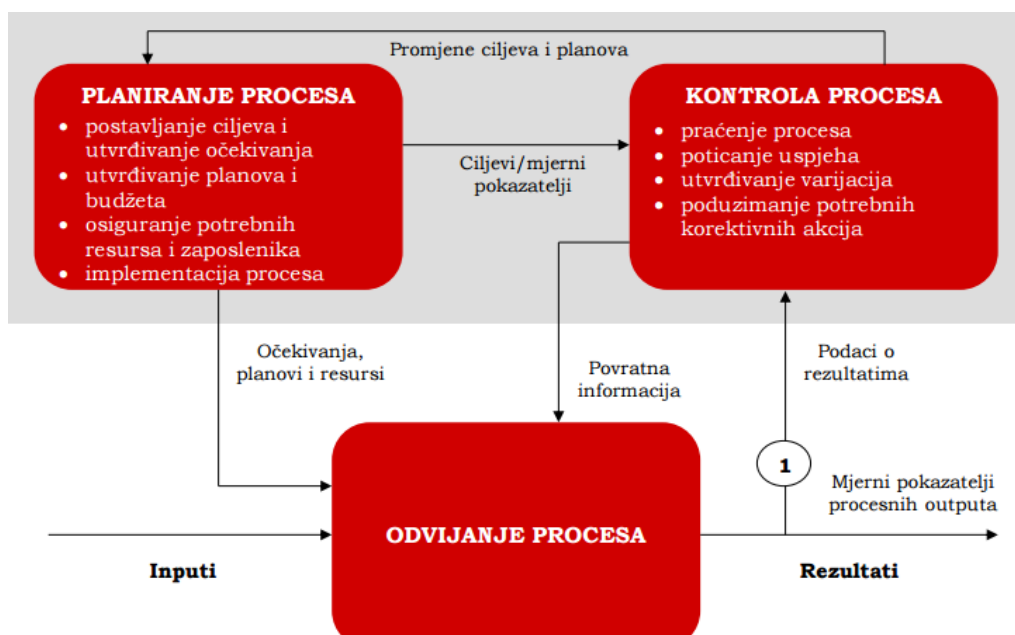 Promjene ciljeva i planova
PLANIRANJE PROCESA
• postavljanje ciljeva i
utvrđivanje očekivanja
• utvrđivanje planova i
budžeta
• osiguranje potrebnih
resursa i zaposlenika
• implementacija procesa
Ciljevi/mjerni
pokazatelji
KONTROLA PROCESA
• praćenje procesa
• poticanje uspjeha
• utvrđivanje varijacija
• poduzimanje potrebnih
korektivnih akcija
Očekivanja,
planovi i resursi
Povratna
informacija
Podaci o
rezultatima
1
Mjerni pokazatelji
procesnih outputa
ODVIJANJE PROCESA
Inputi
Rezultati